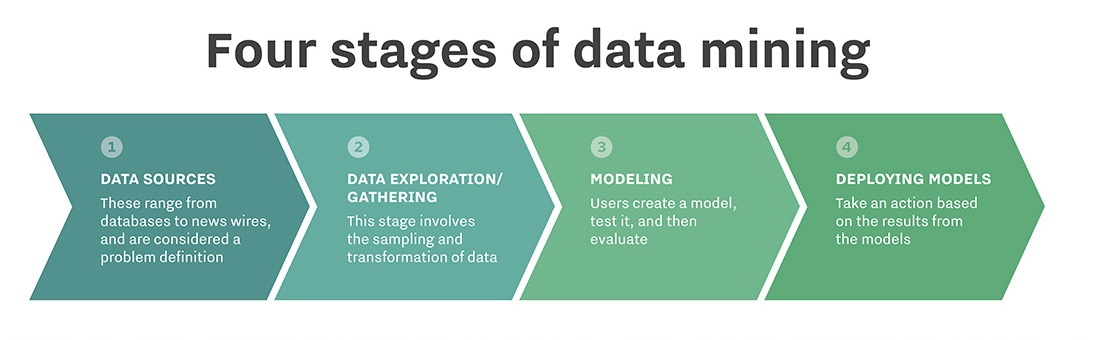 Four stages of data mining
1
DATA SOURCES
These range from
databases to news wires,
and are considered a
problem definition
2
DATA EXPLORATION/
GATHERING
This stage involves
the sampling and
transformation of data
3
MODELING
Users create a model,
test it, and then
evaluate
4
DEPLOYING MODELS
Take an action based
on the results from
the models